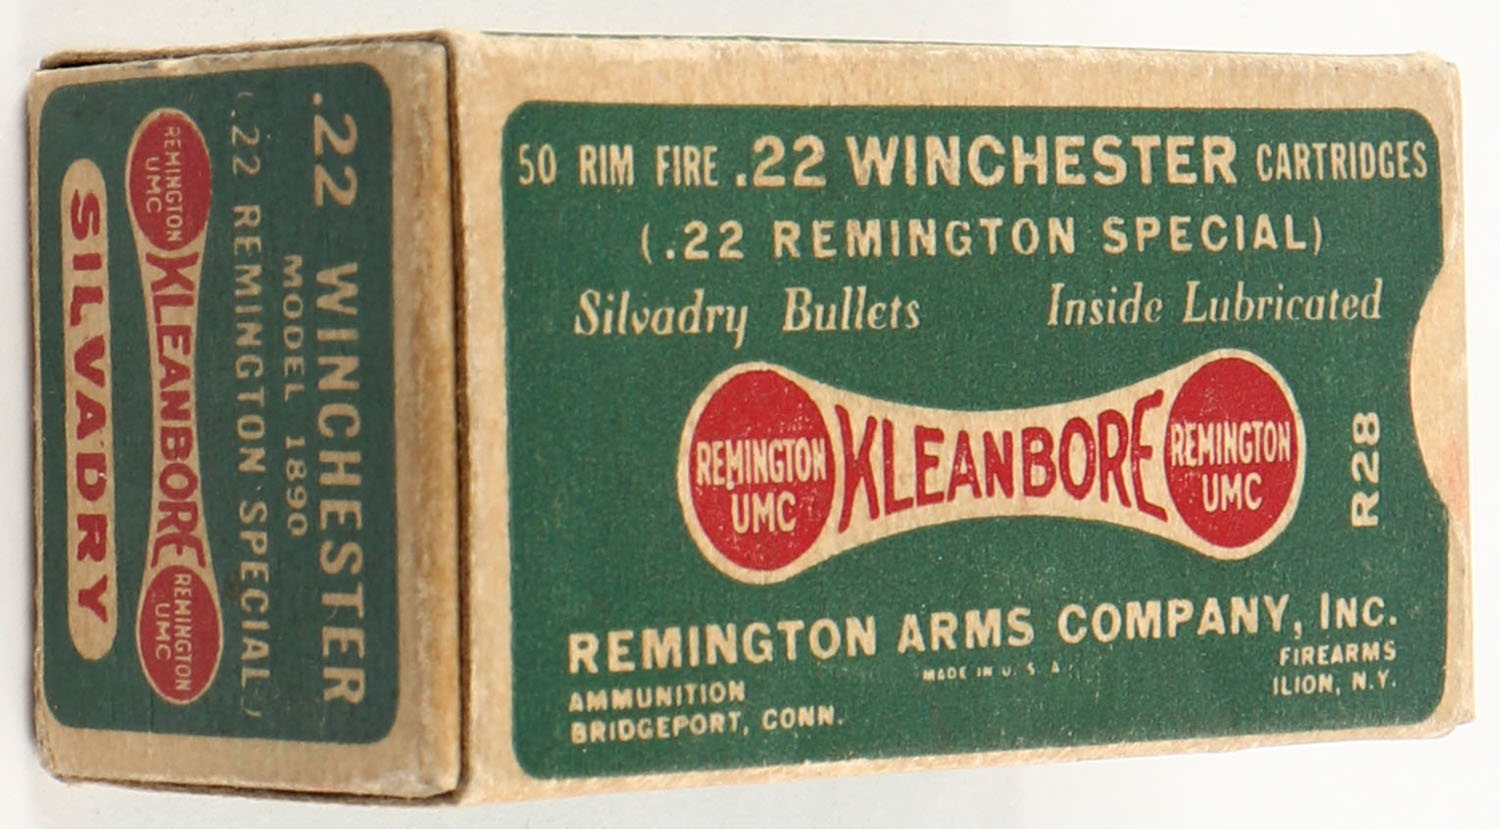 50 RIM FIRE .22 WINCHESTER CARTRIDGES
(.22 REMINGTON SPECIAL)
Silvadry Bullets Inside Lubricated
REMINGTON
UMC
KLEANBORE
REMINGTON
UMC
R28
REMINGTON ARMS COMPANY, INC.
MADE IN U. S. A.
AMMUNITION
BRIDGEPORT, CONN.
FIREARMS
ILION, N.Y.
.22 WINCHESTER
MODEL 1890
(.22 REMINGTON SPECIAL)
REMINGTON
UMC
KLEANBORE
REMINGTON
UMC
SILVADRY